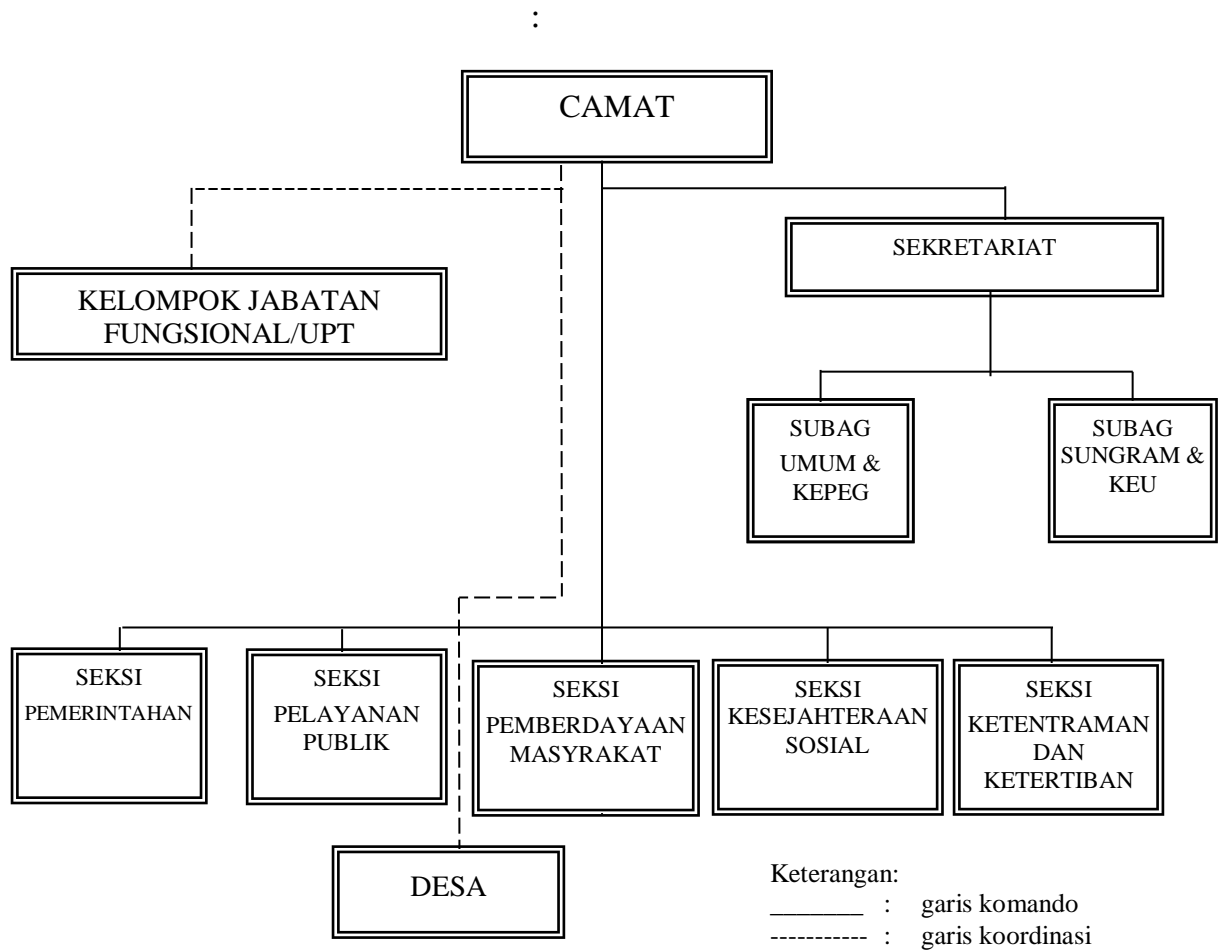 :
CAMAT
SEKRETARIAT
KELOMPOK JABATAN
FUNGSIONAL/UPT
SUBAG
UMUM &
KEPEG
SUBAG
SUNGRAM &
KEU
SEKSI
PEMERINTAHAN
SEKSI
PELAYANAN
PUBLIK
SEKSI
PEMBERDAYAAN
MASYRAKAT
SEKSI
KESEJAHTERAAN
SOSIAL
SEKSI
KETENTRAMAN
DAN
KETERTIBAN
DESA
Keterangan:
_______ : garis komando
----------- : garis koordinasi